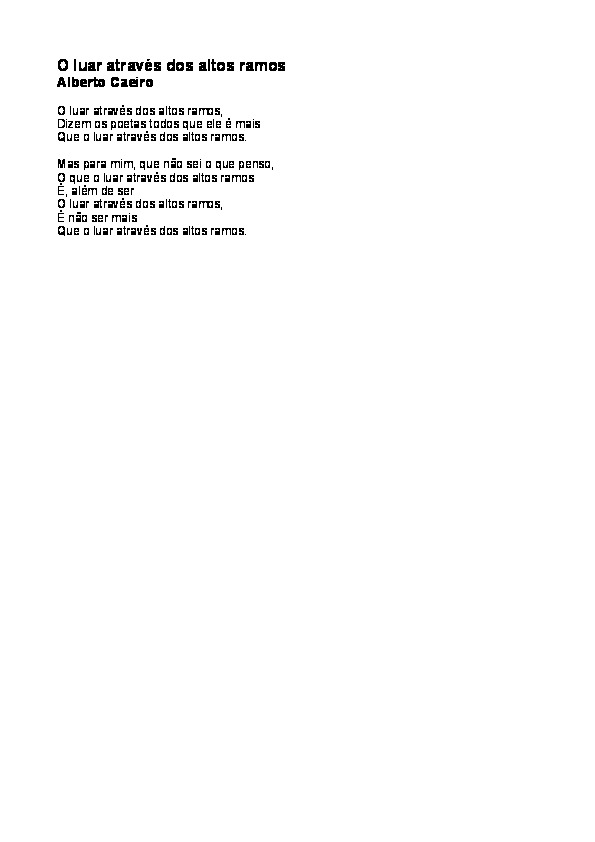 O luar através dos altos ramos
Alberto Caeiro
O luar através dos altos ramos,
Dizem os poetas todos que ele é mais
Que o luar através dos altos ramos.
Mas para mim, que não sei o que penso,
O que o luar através dos altos ramos
É, além de ser
O luar através dos altos ramos,
É não ser mais
Que o luar através dos altos ramos.